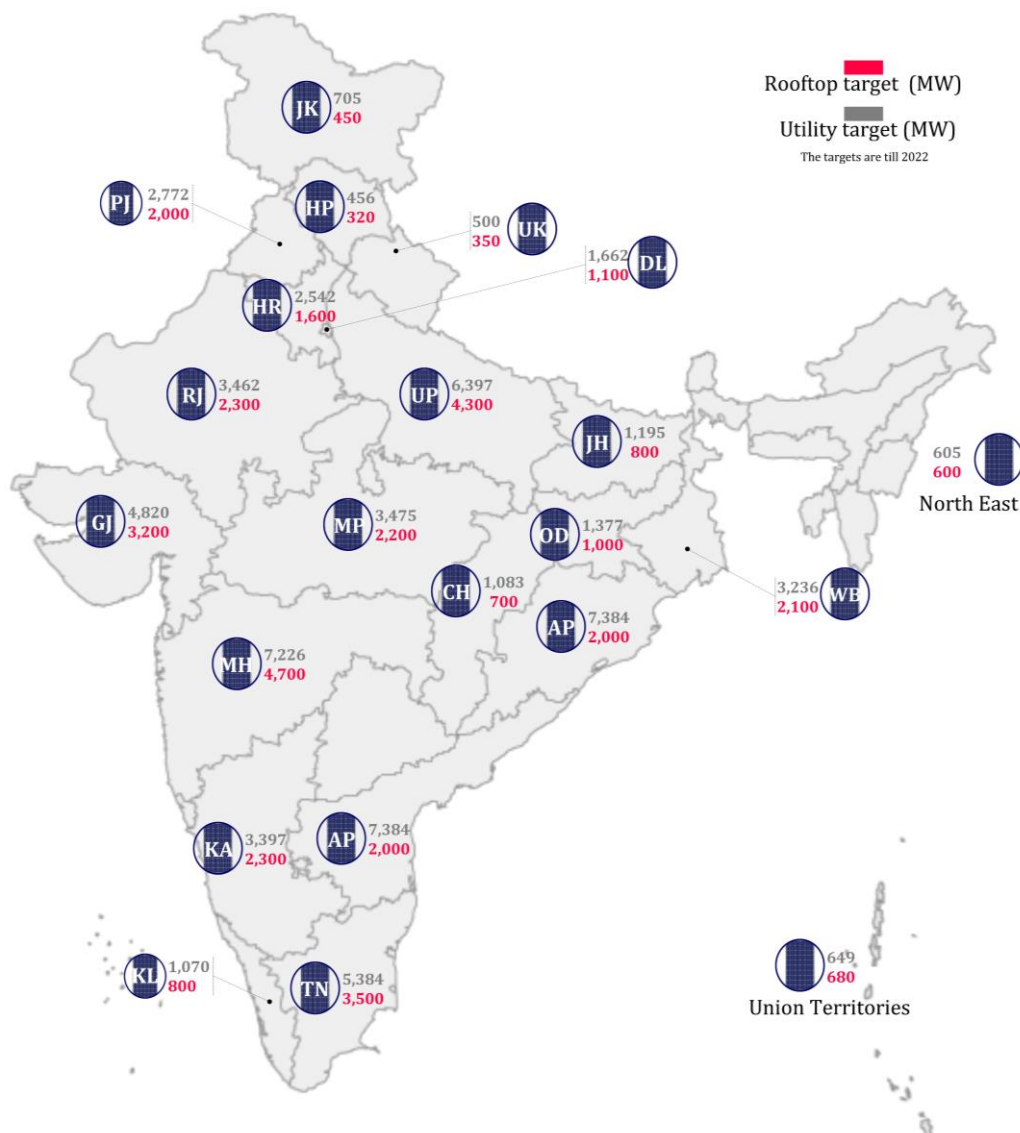 Rooftop target (MW)
Utility target (MW)
The targets are till 2022
JK
705
450
PJ
2,772
2,000
HP
456
320
500
350
UK
1,662
1,100
DL
HR
2,542
1,600
RJ
3,462
2,300
UP
6,397
4,300
JH
1,195
800
605
600
North East
GJ
4,820
3,200
MP
3,475
2,200
OD
1,377
1,000
CH
1,083
700
3,236
2,100
WB
AP
7,384
2,000
MH
7,226
4,700
KA
3,397
2,300
AP
7,384
2,000
KL
1,070
800
TN
5,384
3,500
649
680
Union Territories